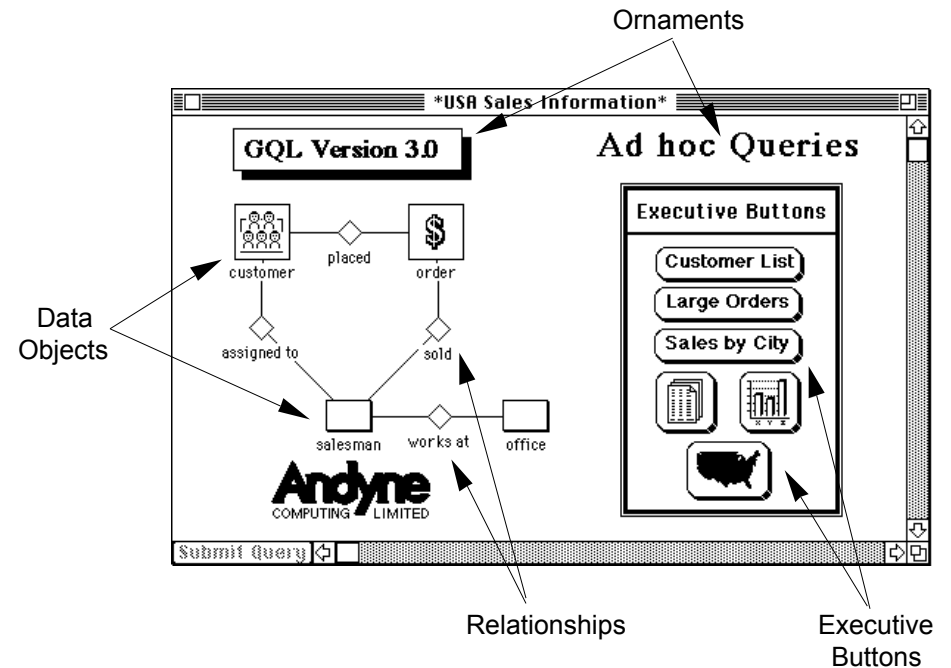 Ornaments
*USA Sales Information*
GQL Version 3.0
Ad hoc Queries
Executive Buttons
customer
placed
order
Customer List
Large Orders
Sales by City
Data
Objects
assigned to
sold
salesman
works at
office
X Y Z
Andyne
COMPUTING LIMITED
Submit Query
Relationships
Executive
Buttons